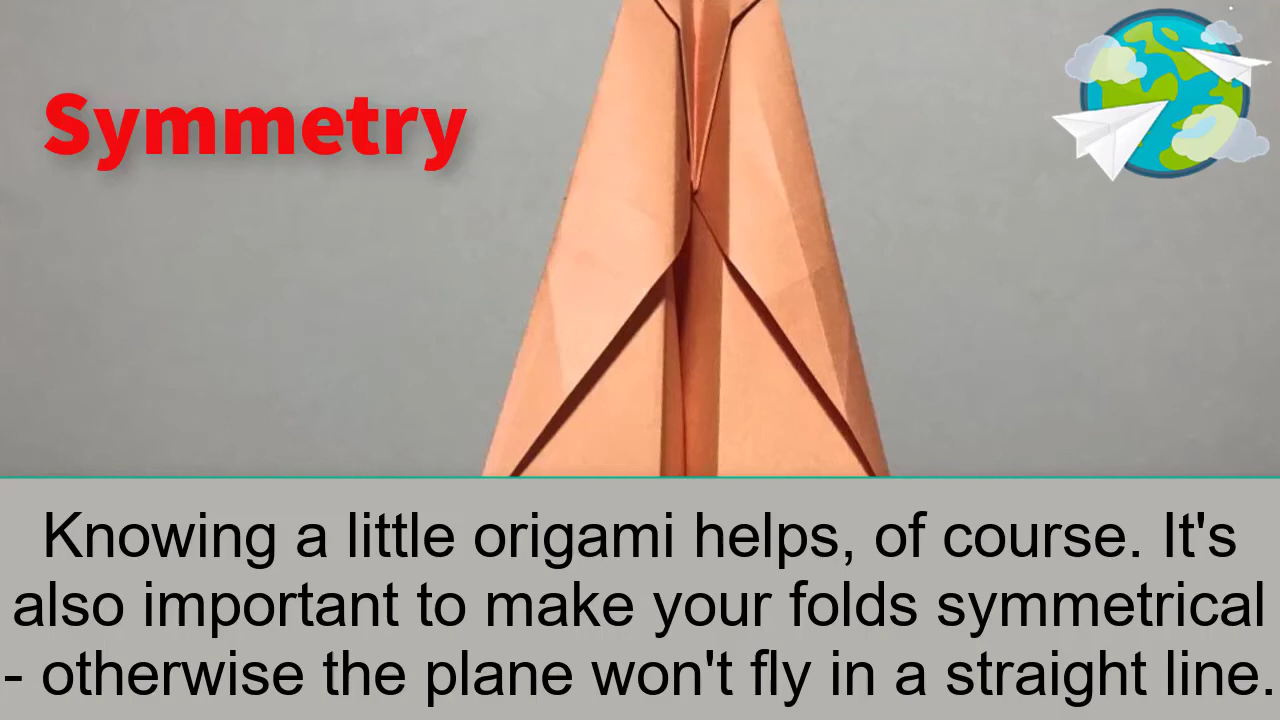 Symmetry
Knowing a little origami helps, of course. It's
also important to make your folds symmetrical
- otherwise the plane won't fly in a straight line.